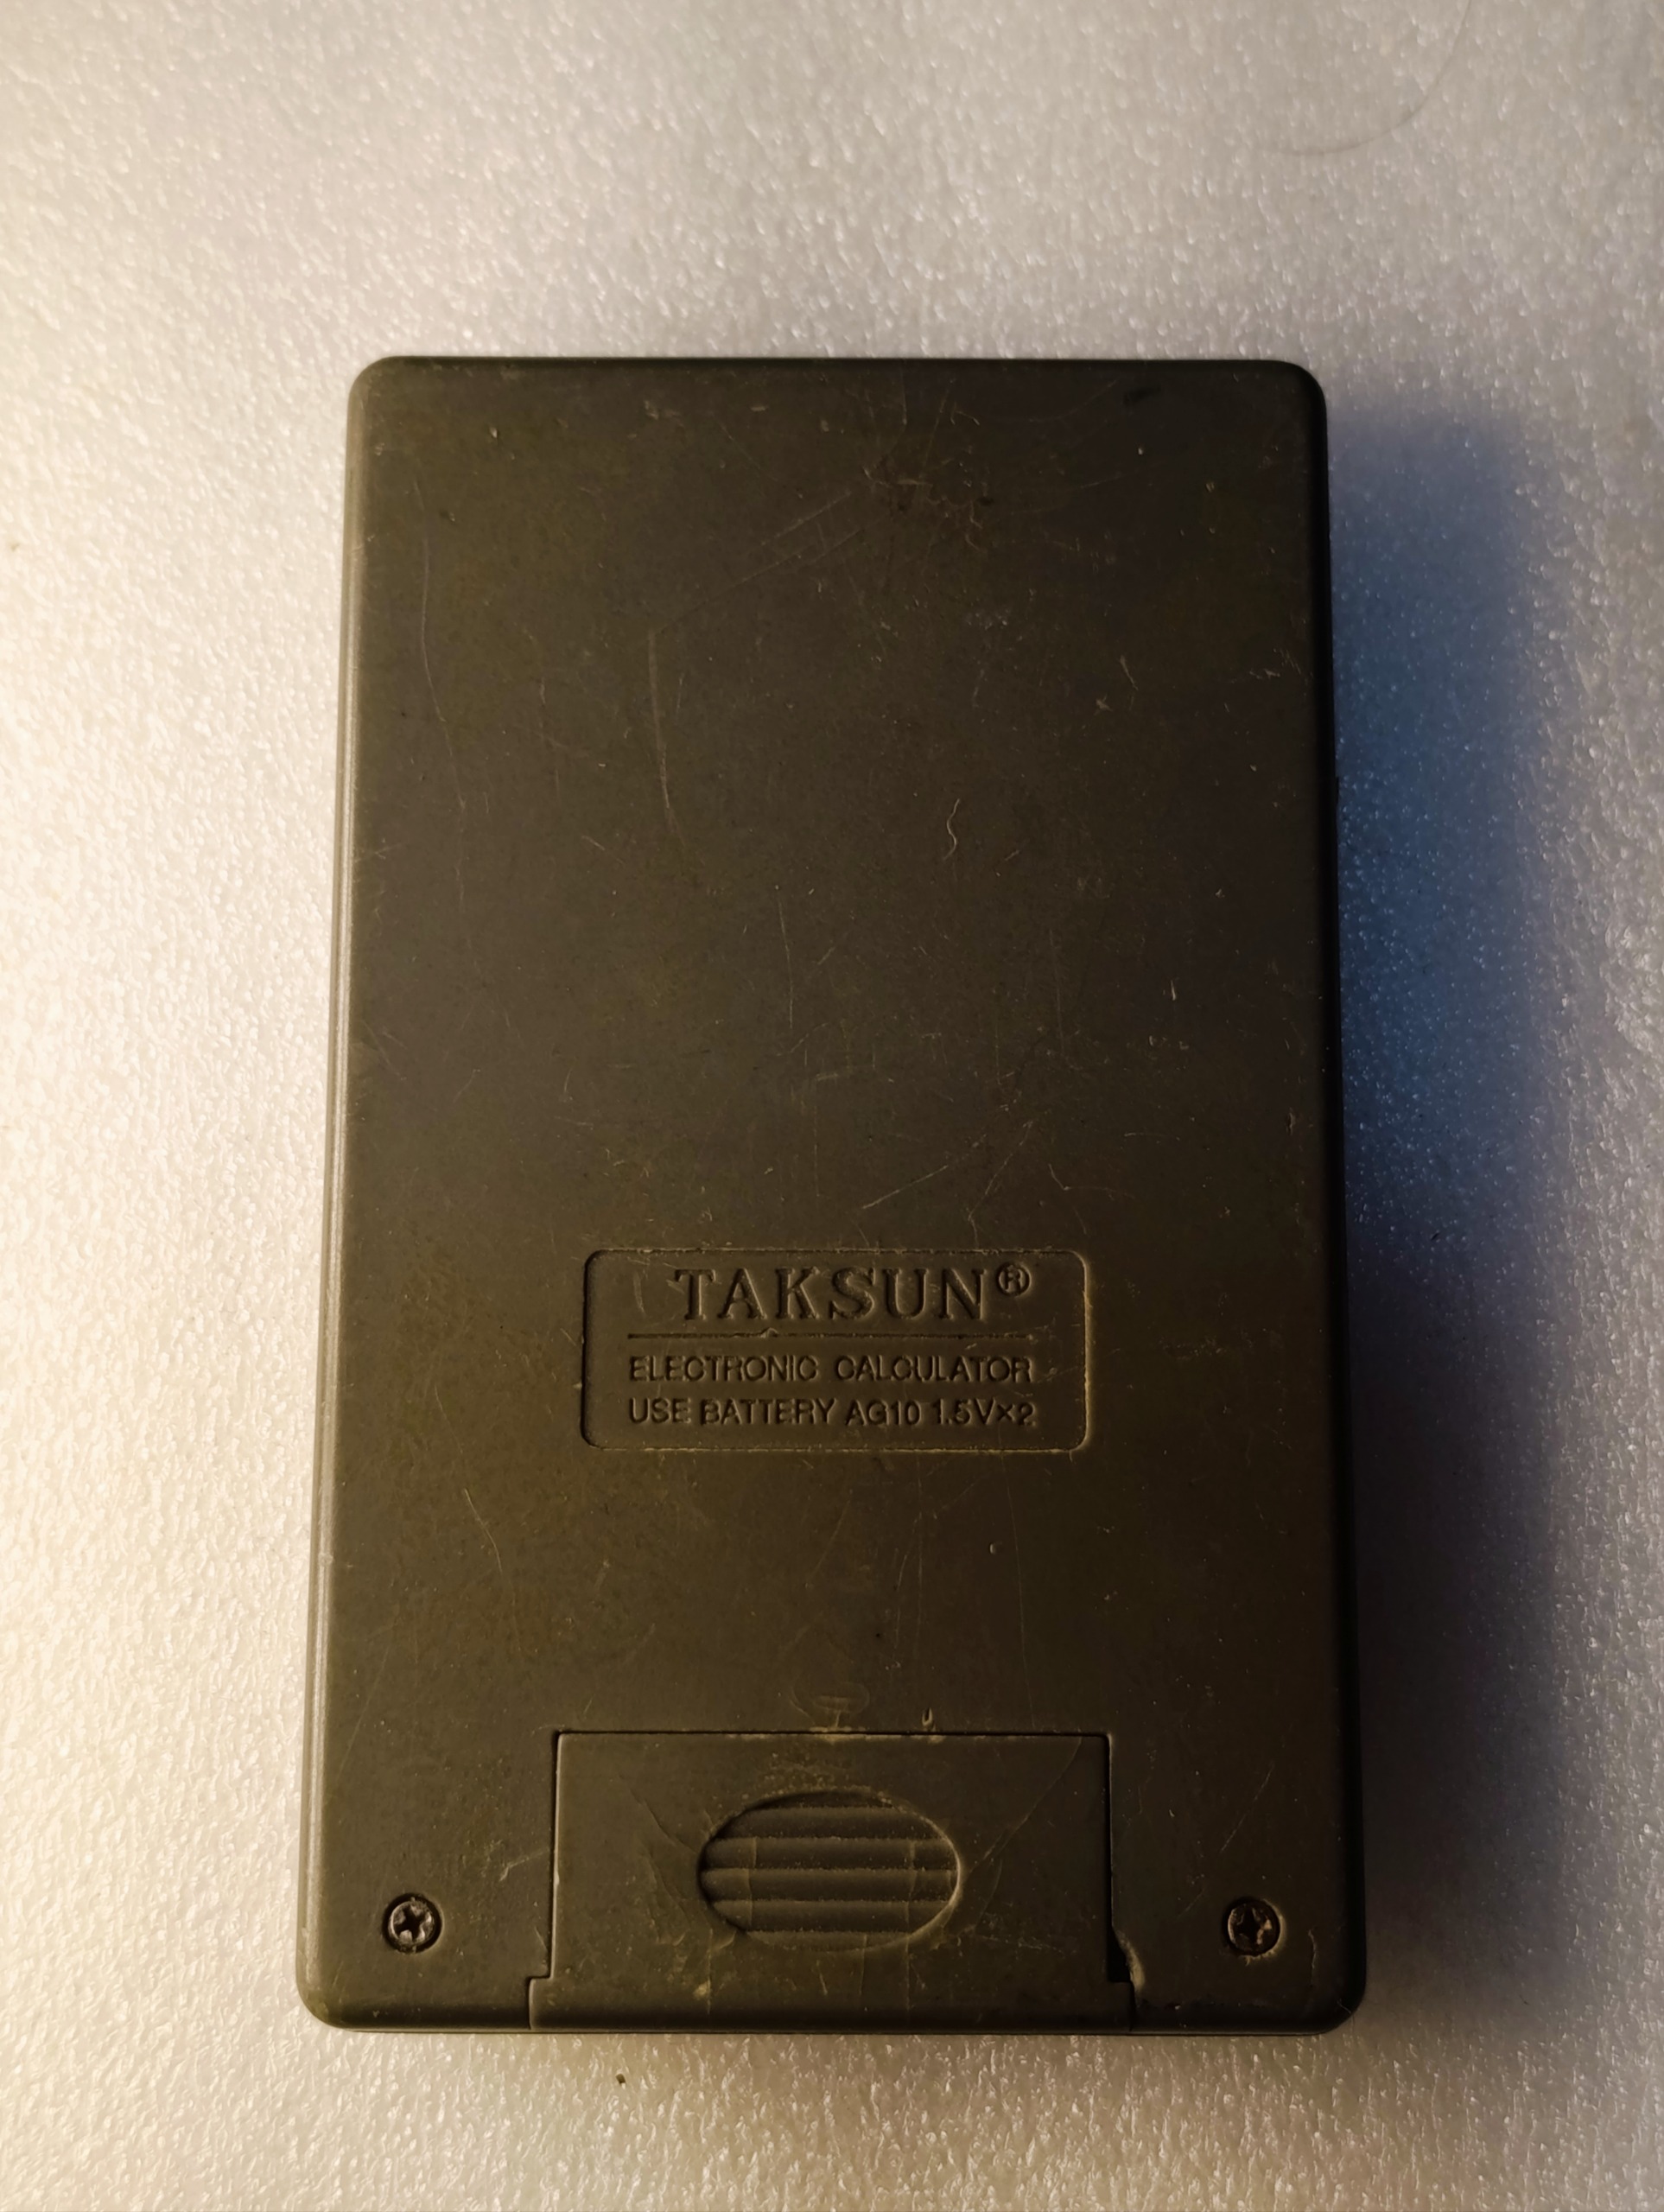 TAKSUN®
ELECTRONIC CALCULATOR
USE BATTERY AG10 1.5V×2